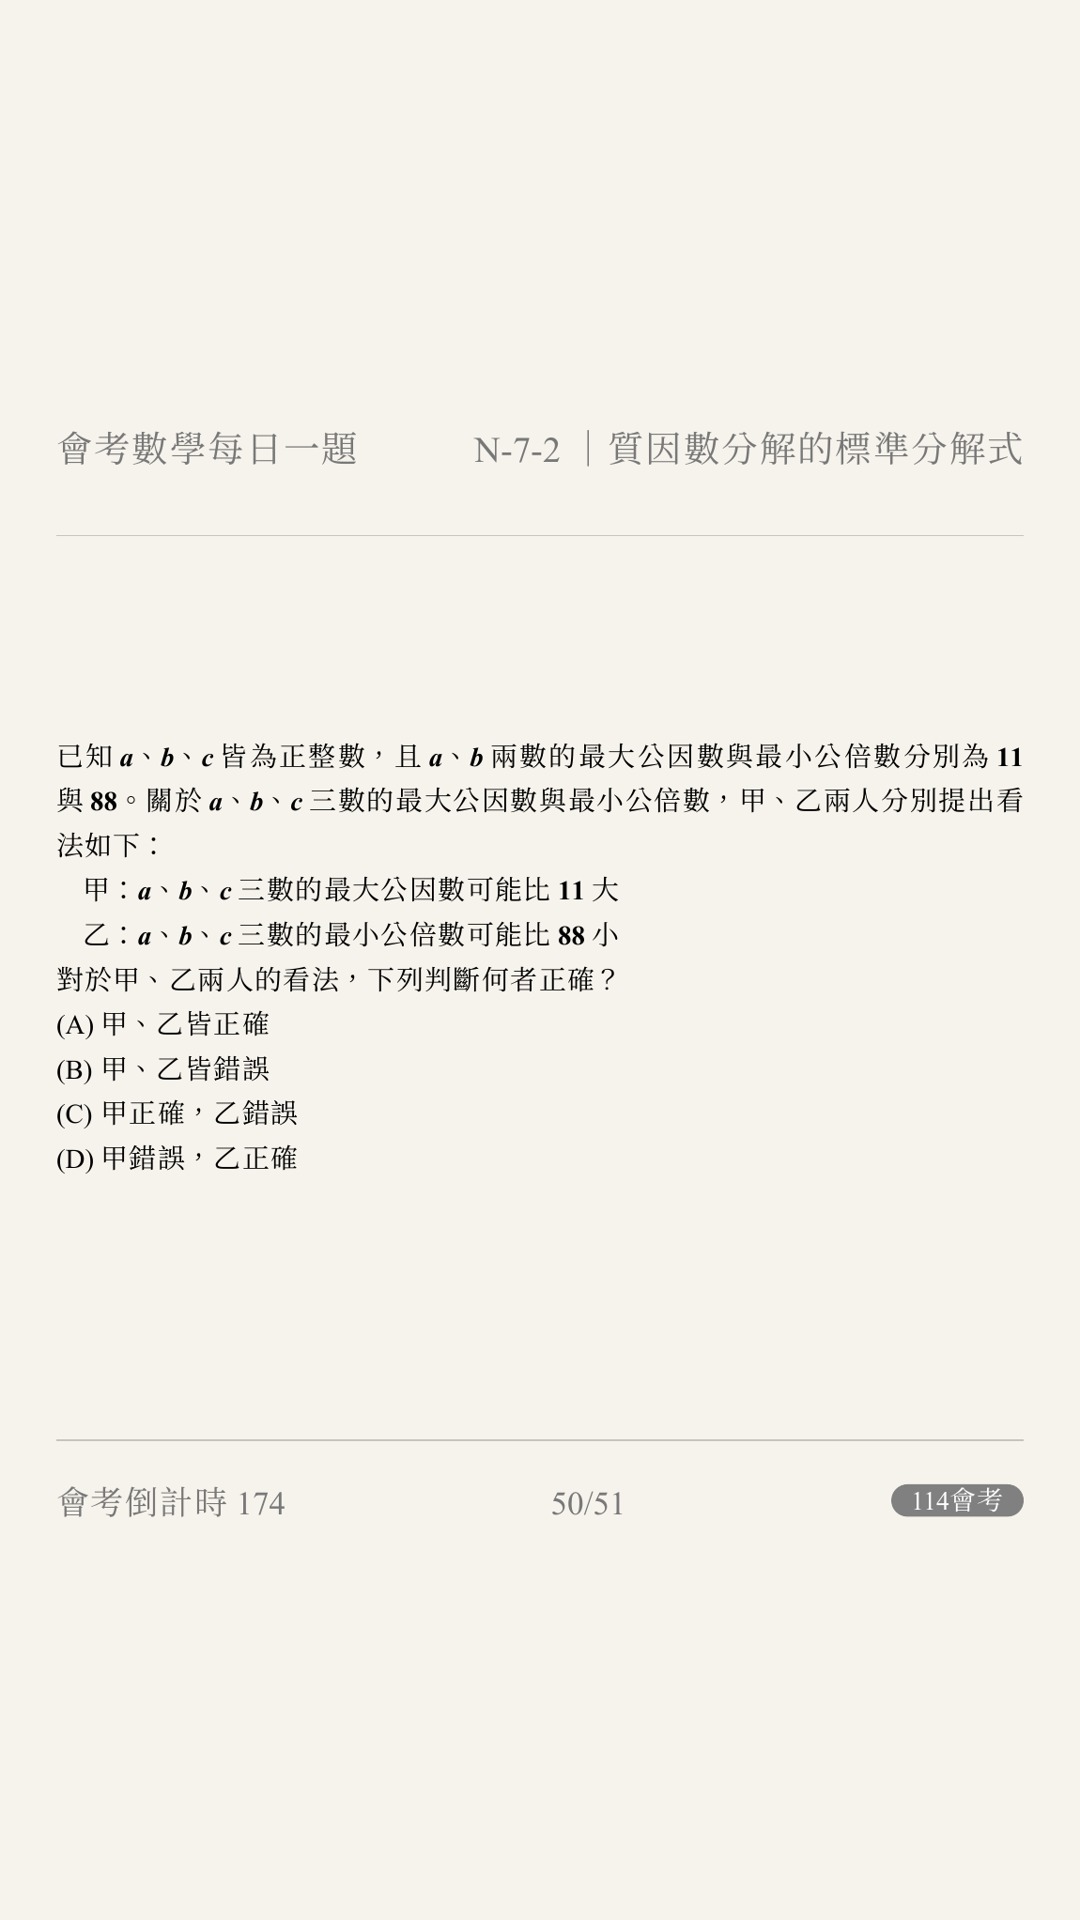 會考數學每日一題
N-7-2｜質因數分解的標準分解式
已知 a、b、c 皆為正整數，且 a、b 兩數的最大公因數與最小公倍數分別為 11
與 88。關於 a、b、c 三數的最大公因數與最小公倍數，甲、乙兩人分別提出看
法如下：
甲：a、b、c 三數的最大公因數可能比 11 大
乙：a、b、c 三數的最小公倍數可能比 88 小
對於甲、乙兩人的看法，下列判斷何者正確？
(A) 甲、乙皆正確
(B) 甲、乙皆錯誤
(C) 甲正確，乙錯誤
(D) 甲錯誤，乙正確
會考倒計時 174
50/51
114會考